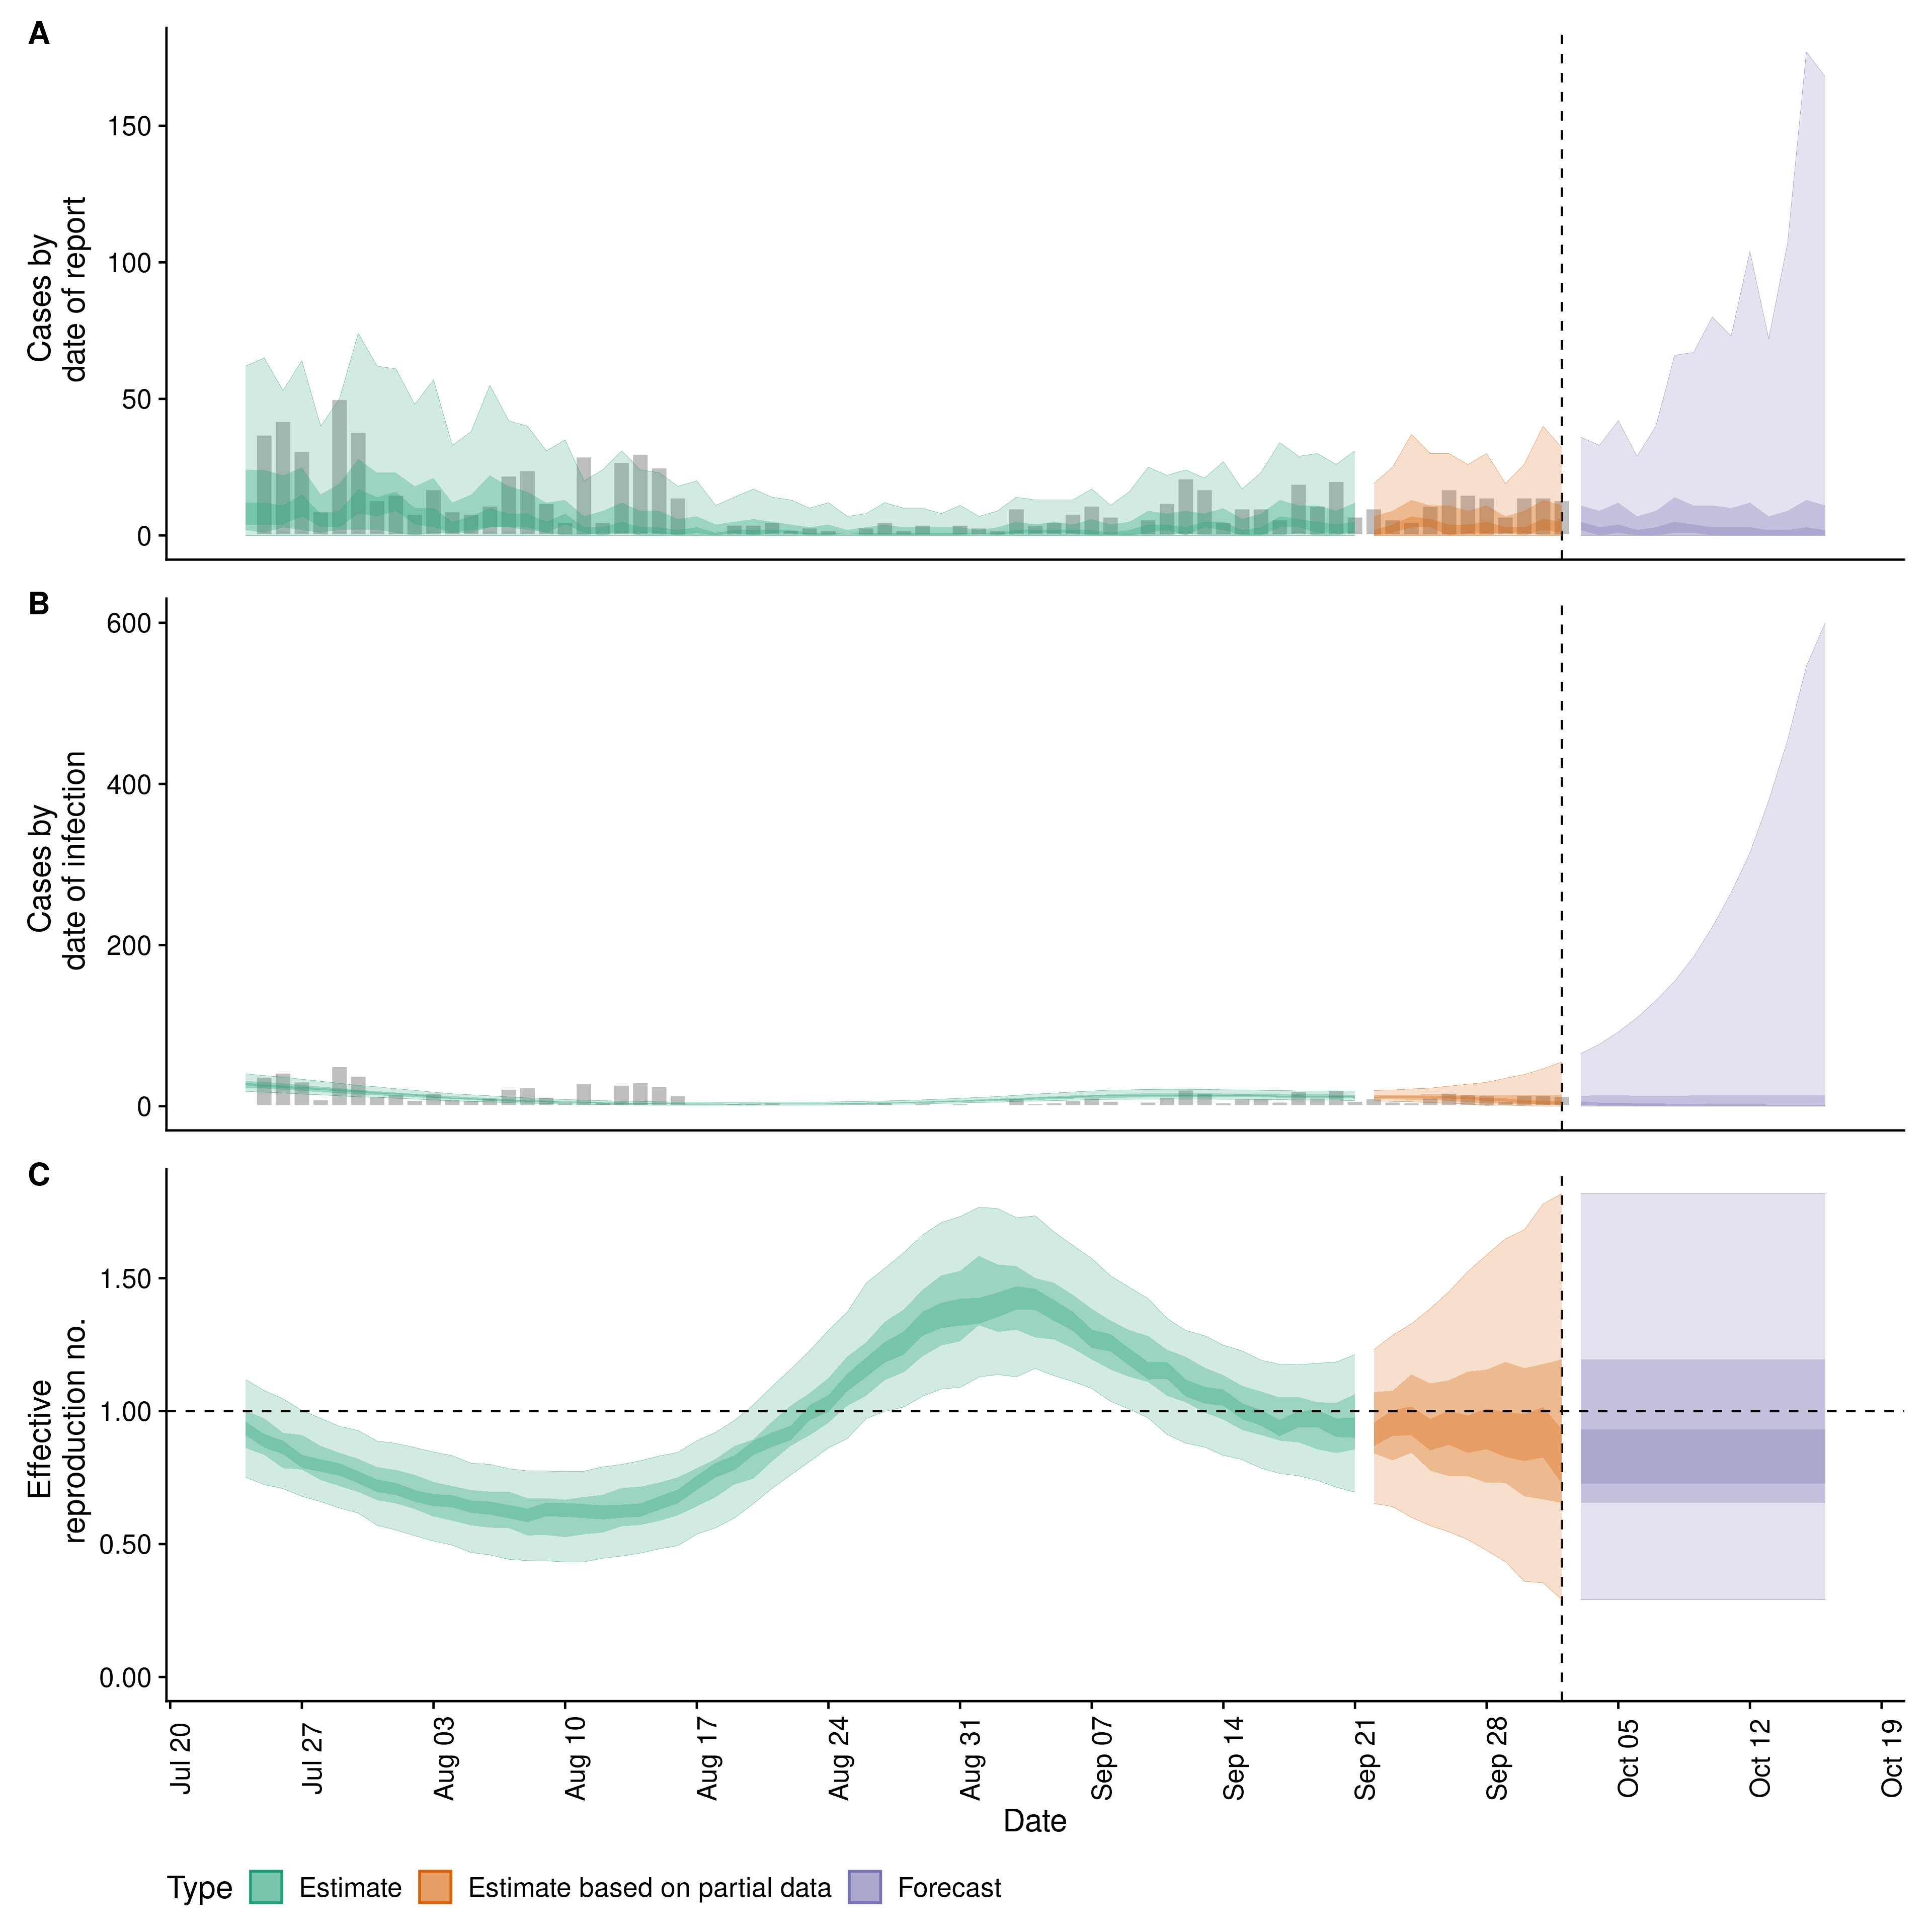 A
150
100
50
0
Cases by
date of report
B
600
400
200
0
Cases by
date of infection
C
1.50
1.00
0.50
0.00
Effective
reproduction no.
Jul 20
Jul 27
Aug 03
Aug 10
Aug 17
Aug 24
Aug 31
Sep 07
Sep 14
Sep 21
Sep 28
Oct 05
Oct 12
Oct 19
Date
Type Estimate Estimate based on partial data Forecast